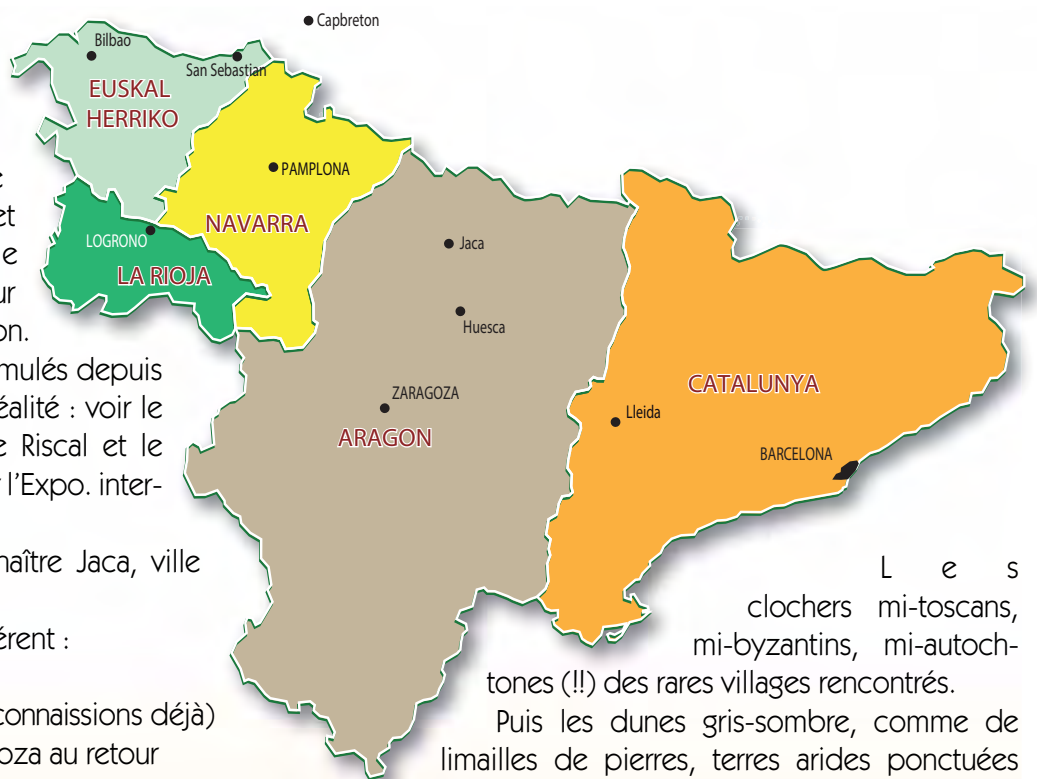 Capbreton
Bilbao
San Sebastian
EUSKAL
HERRIKO
PAMPLONA
NAVARRA
LOGRONO
LA RIOJA
Jaca
Huesca
ZARAGOZA
ARAGON
CATALUNYA
Lleida
BARCELONA
e
et
e
ur
on.
mulés depuis
éalité : voir le
e Riscal et le
r l'Expo. inter-
naître Jaca, ville
érent :
connaissions déjà)
oza au retour
L e s
clochers mi-toscans,
mi-byzantins, mi-autoch-
tones (!!) des rares villages rencontrés.
Puis les dunes gris-sombre, comme de
limailles de pierres, terres arides ponctuées